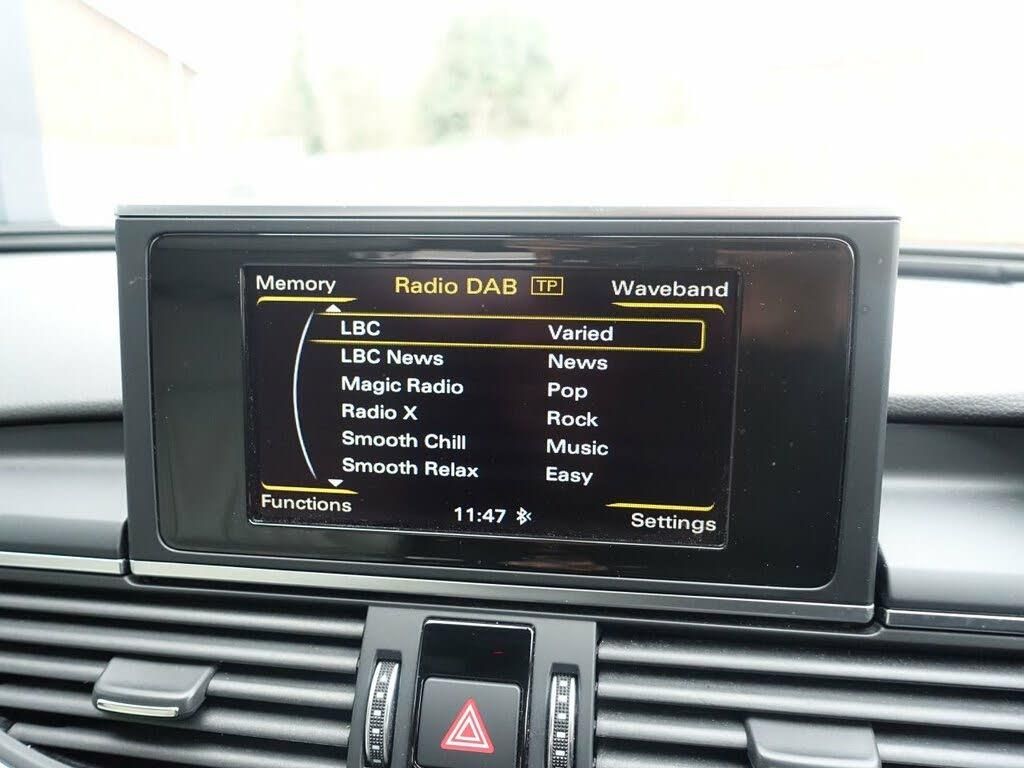 Memory Radio DAB TP Waveband
LBC Varied
LBC News News
Magic Radio Pop
Radio X Rock
Smooth Chill Music
Smooth Relax Easy
Functions 11:47 Settings